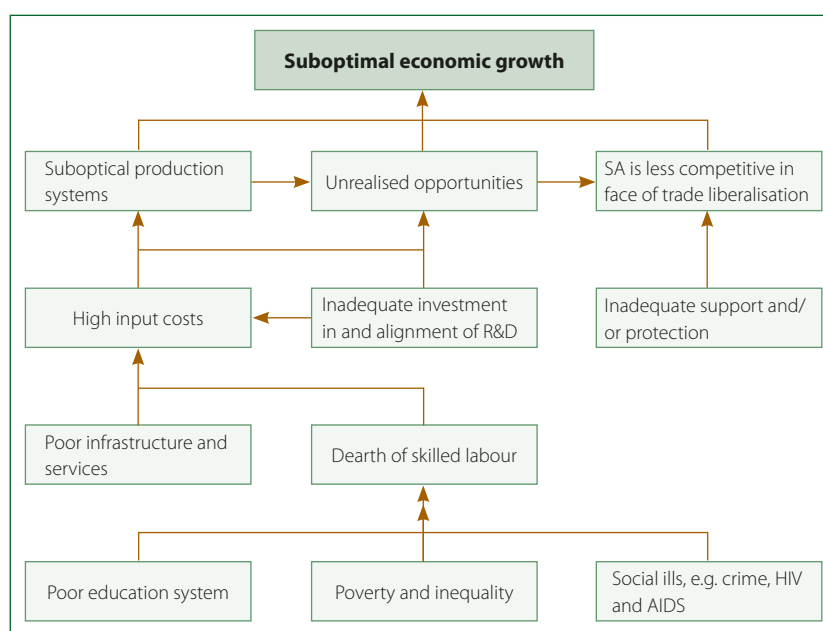 Suboptimal economic growth
Suboptical production
systems
Unrealised opportunities
SA is less competitive in
face of trade liberalisation
High input costs
Inadequate investment
in and alignment of R&D
Inadequate support and/
or protection
Poor infrastructure and
services
Dearth of skilled labour
Poor education system
Poverty and inequality
Social ills, e.g. crime, HIV
and AIDS